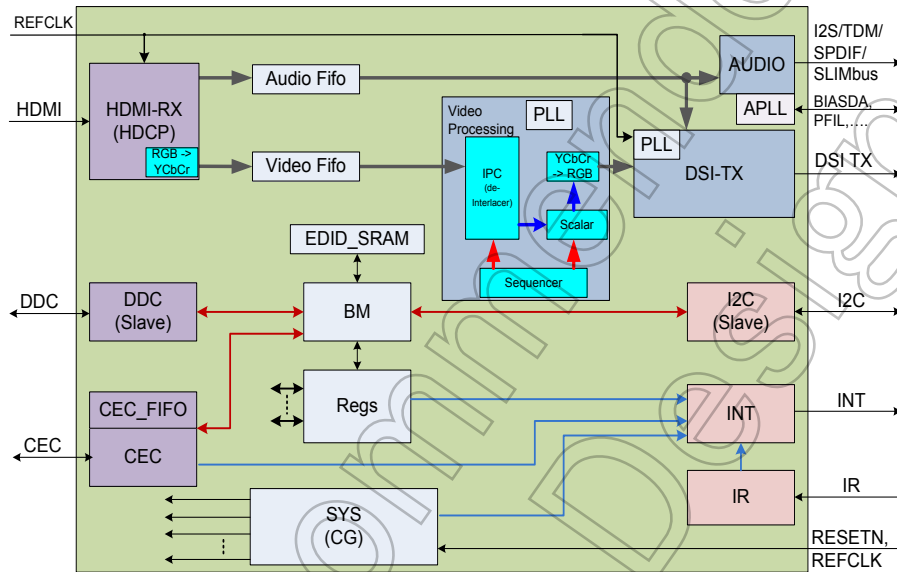 REFCLK
I2S/TDM/
SPDIF/
SLIMbus
AUDIO
Audio Fifo
HDMI-RX
(HDCP)
HDMI
APLL
BIASDA,
PFIL,....
Video
Processing
PLL
PLL
RGB ->
YCbCr
Video Fifo
IPC
(de-
Interlacer)
YCbCr
-> RGB
DSI-TX
DSI TX
Scalar
EDID_SRAM
Sequencer
DDC
DDC
(Slave)
BM
I2C
(Slave)
I2C
CEC_FIFO
Regs
INT
INT
CEC
CEC
IR
IR
SYS
(CG)
RESETN,
REFCLK